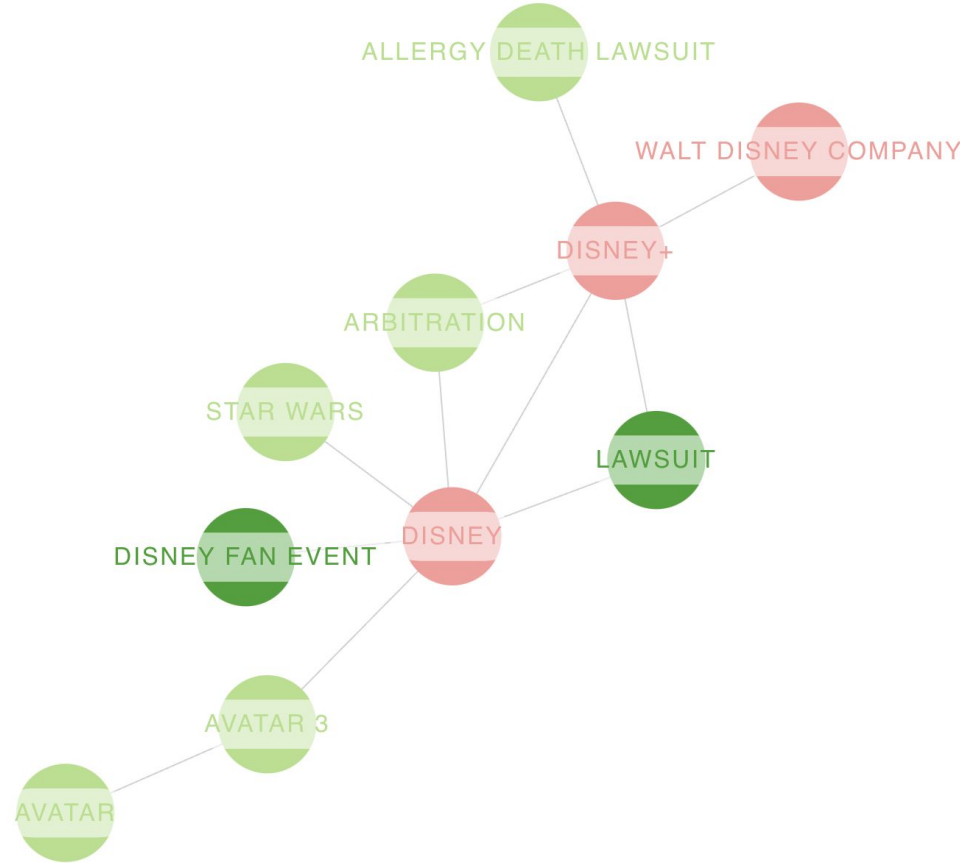 ALLERGY DEATH LAWSUIT
WALT DISNEY COMPANY
DISNEY+
ARBITRATION
STAR WARS
LAWSUIT
DISNEY
DISNEY FAN EVENT
AVATAR 3
AVATAR